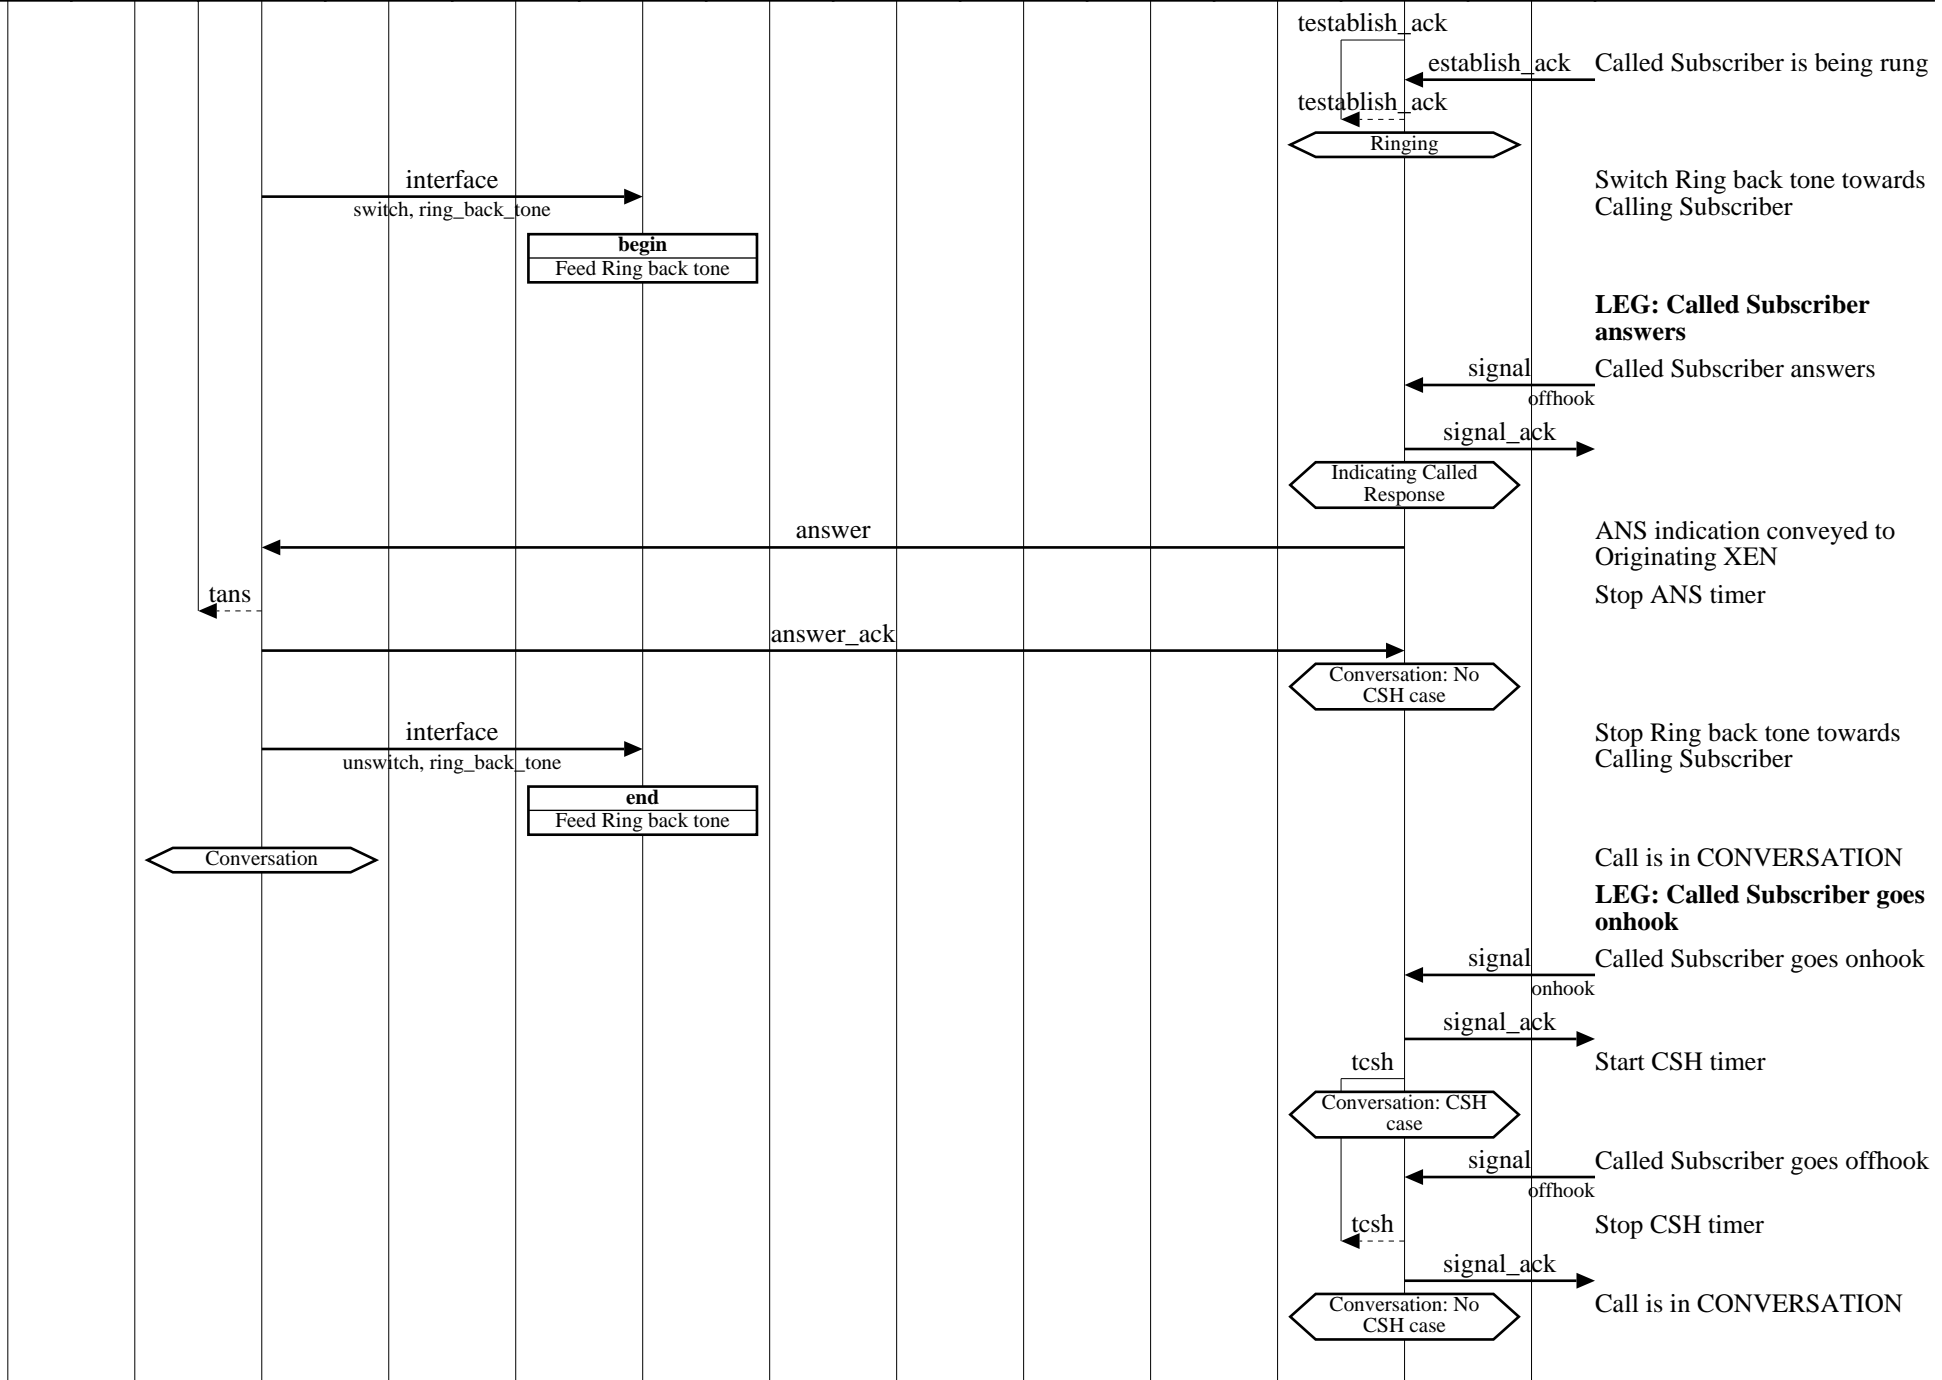 testablish_ack
establish_ack
Called Subscriber is being rung
testablish_ack
Ringing
interface
switch, ring_back_tone
Switch Ring back tone towards
Calling Subscriber
begin
Feed Ring back tone
LEG: Called Subscriber
answers
signal
offhook
Called Subscriber answers
signal_ack
Indicating Called
Response
answer
ANS indication conveyed to
Originating XEN
tans
Stop ANS timer
answer_ack
Conversation: No
CSH case
interface
unswitch, ring_back_tone
Stop Ring back tone towards
Calling Subscriber
end
Feed Ring back tone
Conversation
Call is in CONVERSATION
LEG: Called Subscriber goes
onhook
signal
onhook
Called Subscriber goes onhook
signal_ack
tcsh
Start CSH timer
Conversation: CSH
case
signal
offhook
Called Subscriber goes offhook
tcsh
Stop CSH timer
signal_ack
Conversation: No
CSH case
Call is in CONVERSATION